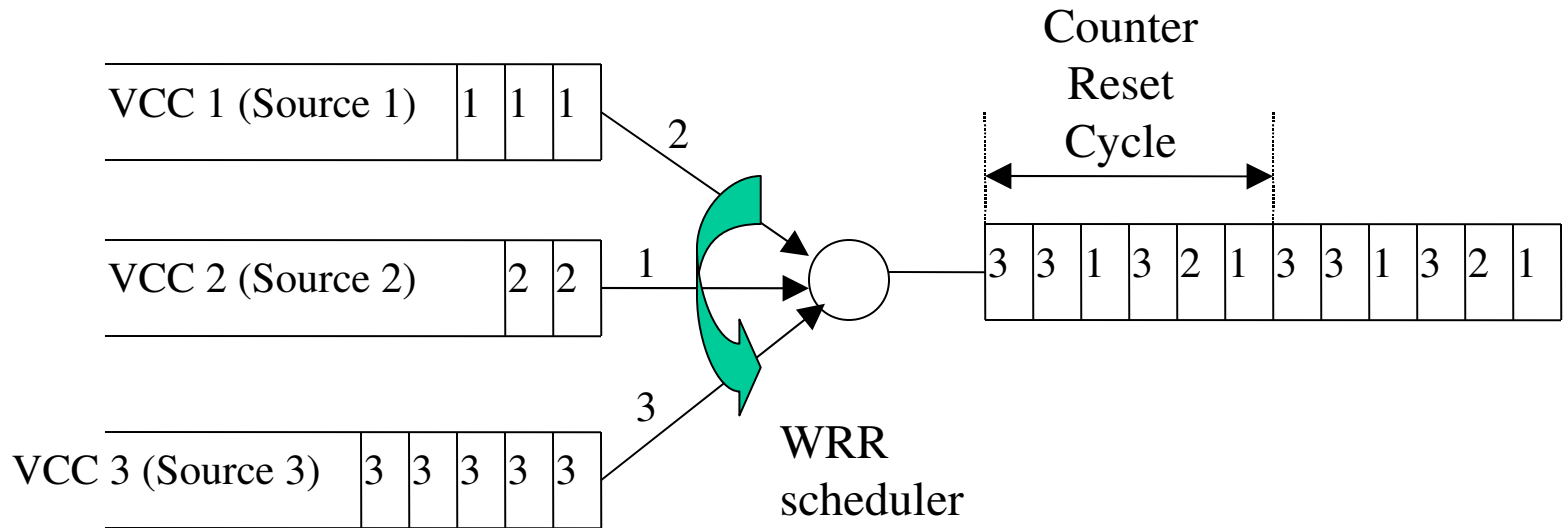 Counter
Reset
Cycle
VCC 1 (Source 1) 1 1 1
2
VCC 2 (Source 2) 2 2
1
3 3 1 3 2 1 3 3 1 3 2 1
3
VCC 3 (Source 3) 3 3 3 3 3
WRR
scheduler